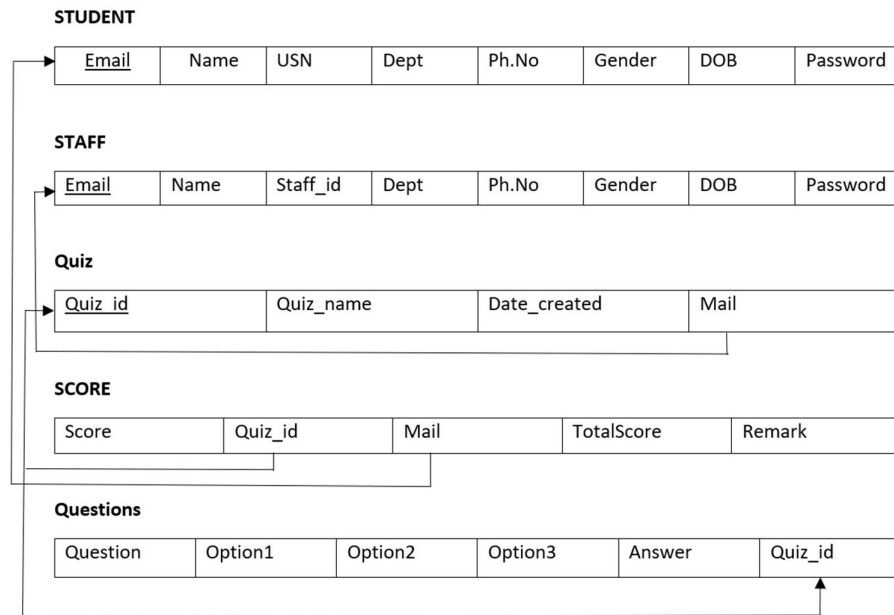 STUDENT
Email Name USN Dept Ph.No Gender DOB Password
STAFF
Email Name Staff_id Dept Ph.No Gender DOB Password
Quiz
Quiz_id Quiz_name Date_created Mail
SCORE
Score Quiz_id Mail TotalScore Remark
Questions
Question Option1 Option2 Option3 Answer Quiz_id